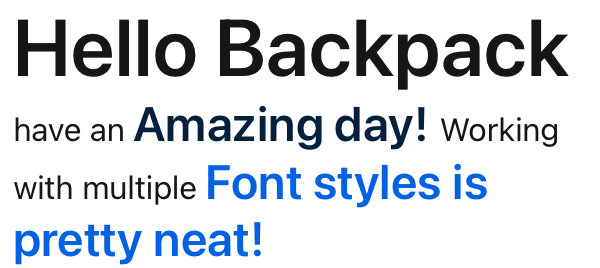 Hello Backpack
have an Amazing day! Working
with multiple Font styles is
pretty neat!